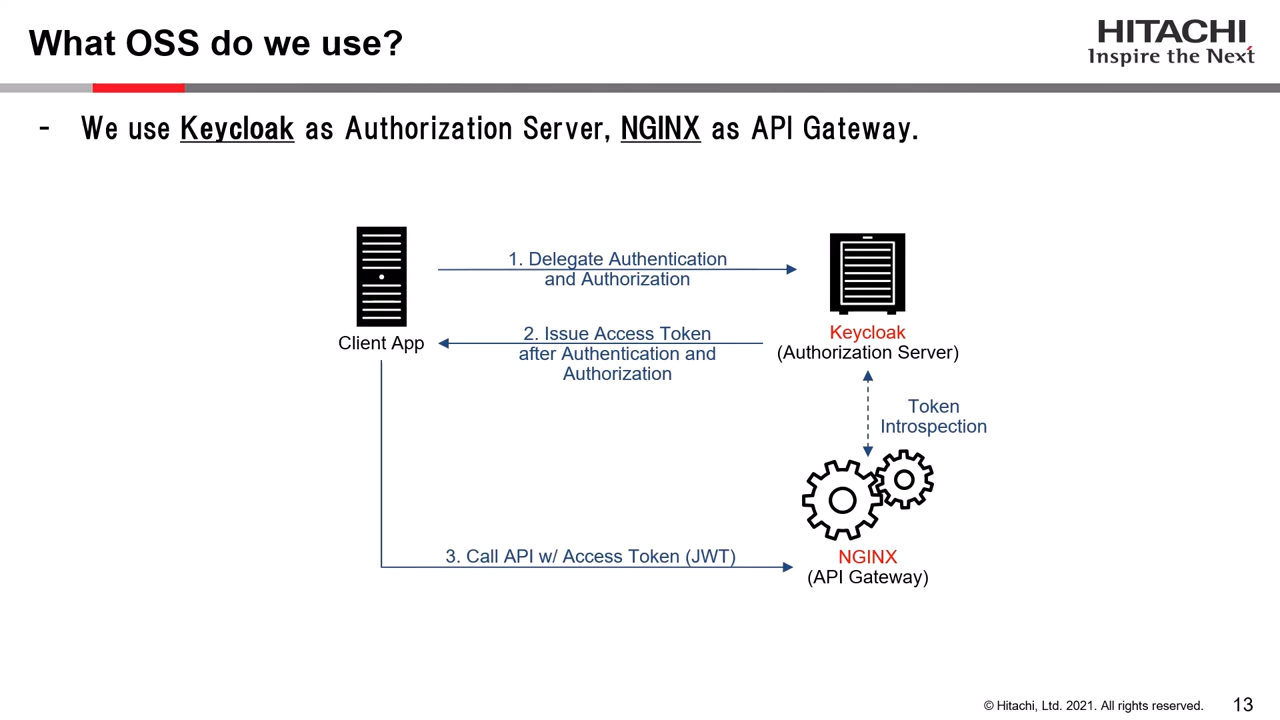 What OSS do we use?
HITACHI
Inspire the Next
- We use Keycloak as Authorization Server, NGINX as API Gateway.
1. Delegate Authentication
and Authorization
Client App
2. Issue Access Token
after Authentication and
Authorization
Keycloak
(Authorization Server)
Token
Introspection
3. Call API w/ Access Token (JWT)
NGINX
(API Gateway)
© Hitachi, Ltd. 2021. All rights reserved.
13